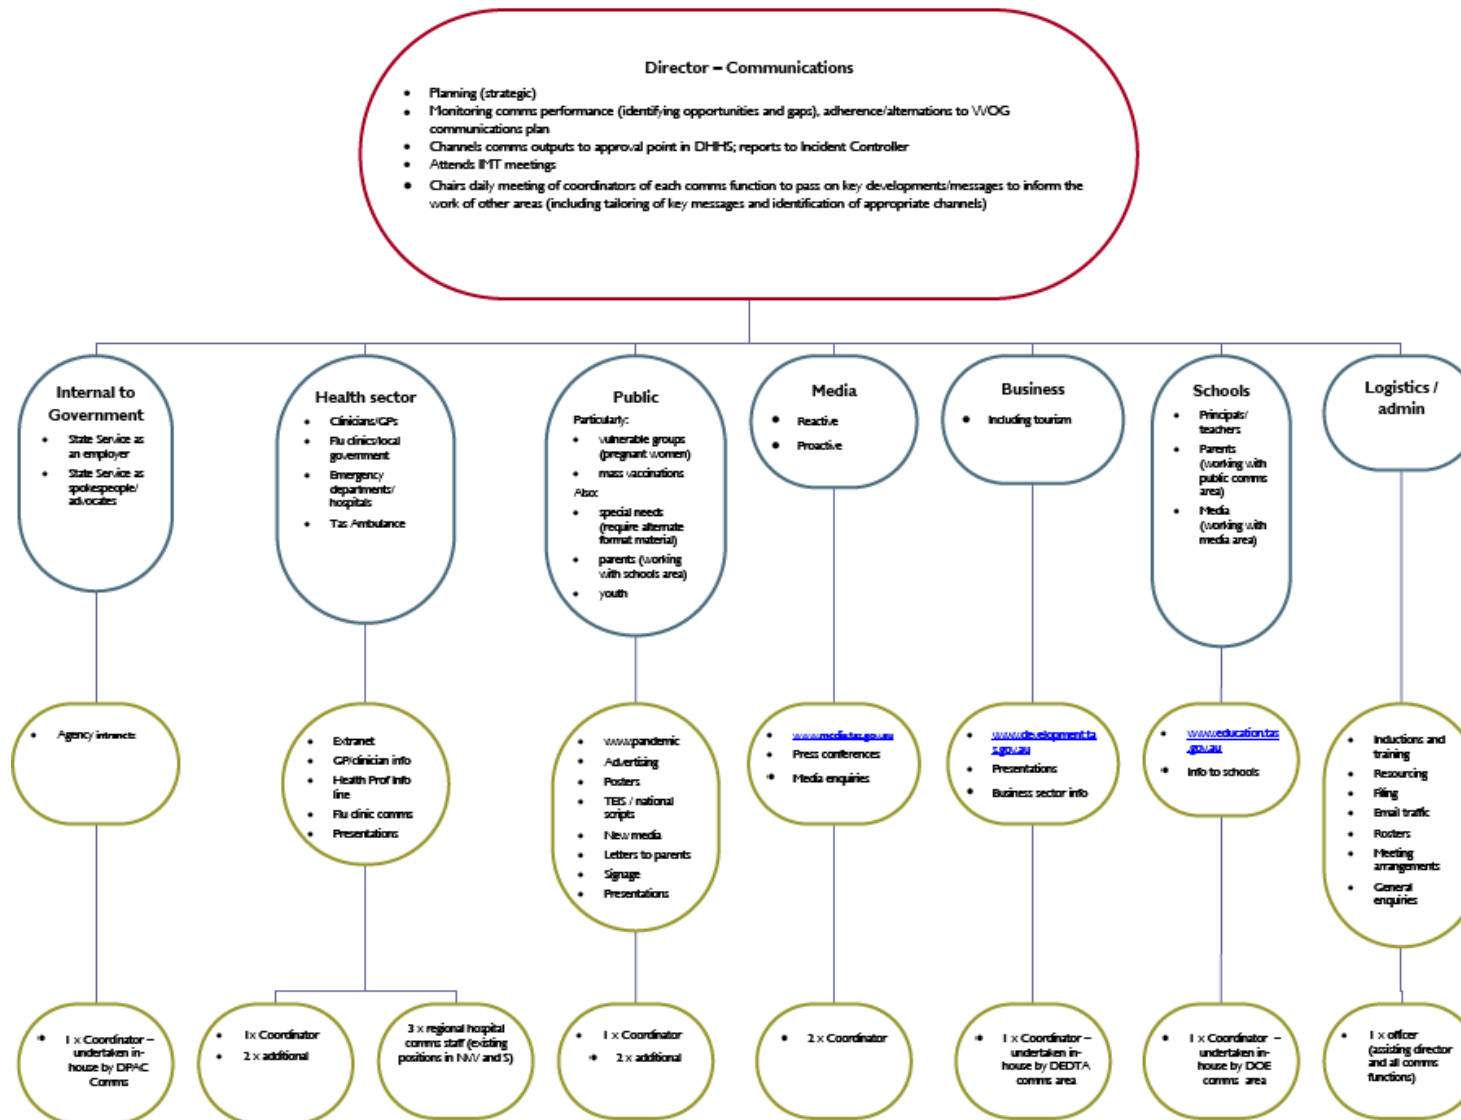 Director – Communications
• Planning (strategic)
• Monitoring comms performance (identifying opportunities and gaps), adherence/alternations to WOG
communications plan
• Channels comms outputs to approval point in DHHS; reports to Incident Controller
• Attends IMT meetings
• Chairs daily meeting of coordinators of each comms function to pass on key developments/messages to inform the
work of other areas (including tailoring of key messages and identification of appropriate channels)
Internal to
Government
• State Service as
an employer
• State Service as
spokespeople/
advocates
Health sector
• Clinicians/GPs
• Flu clinics/local
government
• Emergency
departments/
hospitals
• Tas Ambulance
Public
Particularly:
• vulnerable groups
(pregnant women)
• mass vaccinations
Also:
• special needs
(require alternate
format material)
• parents (working
with schools area)
• youth
Media
• Reactive
• Proactive
Business
• Including tourism
Schools
• Principals/
teachers
• Parents
(working with
public comms
area)
• Media
(working with
media area)
Logistics /
admin
• Agency intranets
• Extranet
• GP/clinician info
• Health Prof Info
line
• Flu clinic comms
• Presentations
• www.pandemic
• Advertising
• Posters
• TEIS / national
scripts
• New media
• Letters to parents
• Signage
• Presentations
• www.media.tas.gov.au
• Press conferences
• Media enquiries
• www.development.ta
s.gov.au
• Presentations
• Business sector info
• www.education.tas
.gov.au
• Info to schools
• Inductions and
training
• Resourcing
• Filing
• Email traffic
• Rosters
• Meeting
arrangements
• General
enquiries
• 1 x Coordinator –
undertaken in-
house by DPAC
Comms
• 1x Coordinator
• 2 x additional
3 x regional hospital
comms staff (existing
positions in NW and S)
• 1 x Coordinator
• 2 x additional
• 2 x Coordinator
• 1 x Coordinator –
undertaken in-
house by DEDTA
comms area
• 1 x Coordinator –
undertaken in-
house by DOE
comms area
• 1 x officer
(assisting director
and all comms
functions)